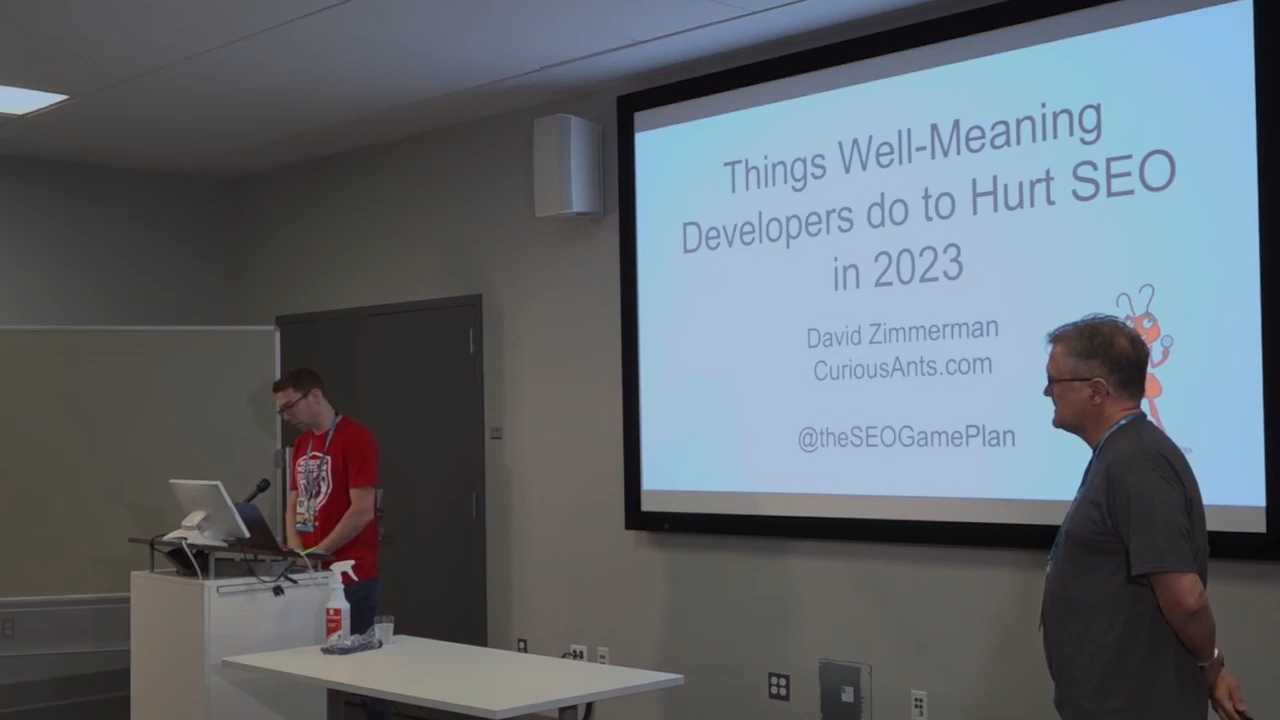 Things Well-Meaning
Developers do to Hurt SEO
in 2023
David Zimmerman
CuriousAnts.com
@theSEOGamePlan